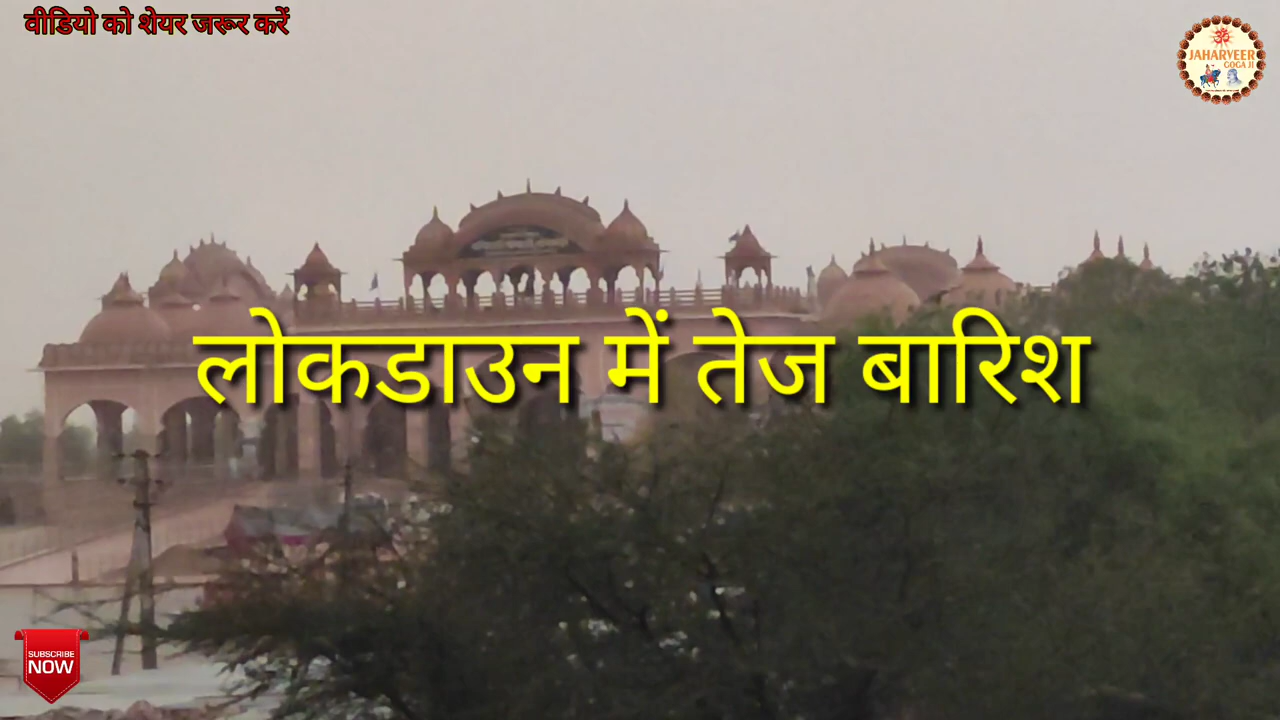 वीडियो को शेयर जरूर करें
JAHARVEER
GOGA JI
लोकडाउन में तेज बारिश
SUBSCRIBE
NOW